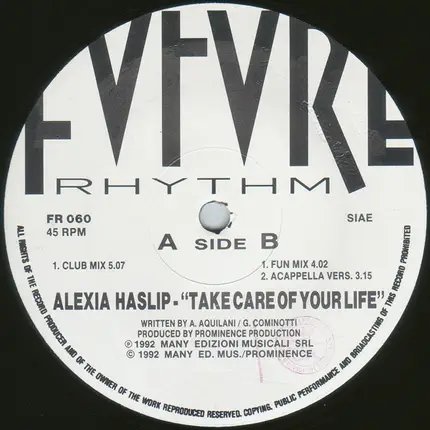 FVTVRE
RHYTHM
FR 060
45 RPM
SIAE
A SIDE B
1. CLUB MIX 5.07
1. FUN MIX 4.02
2. ACAPPELLA VERS. 3.15
ALEXIA HASLIP - "TAKE CARE OF YOUR LIFE"
WRITTEN BY A. AQUILANI / G. COMINOTTI
PRODUCED BY PROMINENCE PRODUCTION
℗ 1992 MANY EDIZIONI MUSICALI SRL
© 1992 MANY ED. MUS./PROMINENCE
ALL RIGHTS OF THE RECORD PRODUCER AND OF THE OWNER OF THE WORK REPRODUCED RESERVED. COPYING, PUBLIC PERFORMANCE AND BROADCASTING OF THIS RECORD PROHIBITED